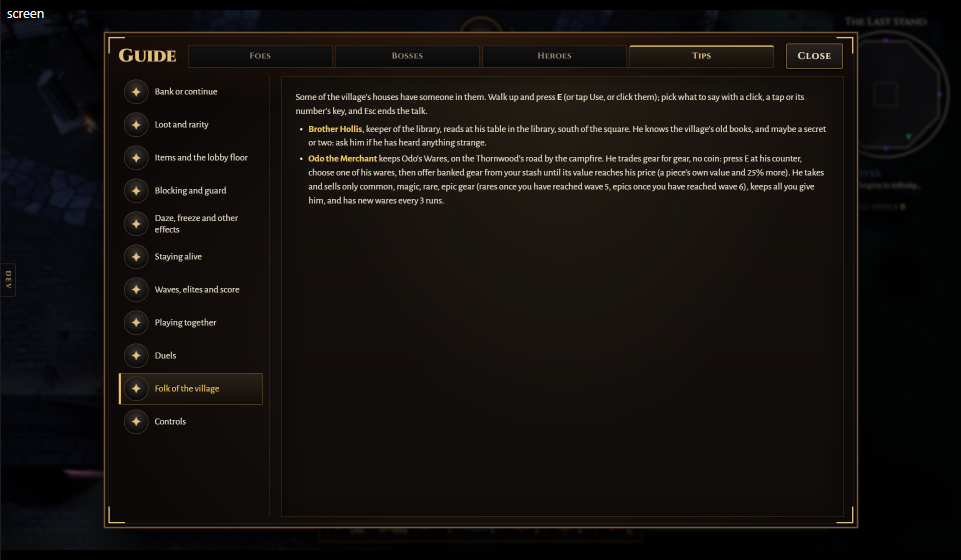 screen
THE LAST STAND
GUIDE
FOES
BOSSES
HEROES
TIPS
CLOSE
Bank or continue
Loot and rarity
Items and the lobby floor
Blocking and guard
Daze, freeze and other
effects
Staying alive
Waves, elites and score
Playing together
Duels
Folk of the village
Controls
Some of the village's houses have someone in them. Walk up and press E (or tap Use, or click them); pick what to say with a click, a tap or its
number's key, and Esc ends the talk.
• Brother Hollis, keeper of the library, reads at his table in the library, south of the square. He knows the village's old books, and maybe a secret
or two: ask him if he has heard anything strange.
• Odo the Merchant keeps Odo's Wares, on the Thornwood's road by the campfire. He trades gear for gear, no coin: press E at his counter,
choose one of his wares, then offer banked gear from your stash until its value reaches his price (a piece's own value and 25% more). He takes
and sells only common, magic, rare, epic gear (rares once you have reached wave 5, epics once you have reached wave 6), keeps all you give
him, and has new wares every 3 runs.
DEV